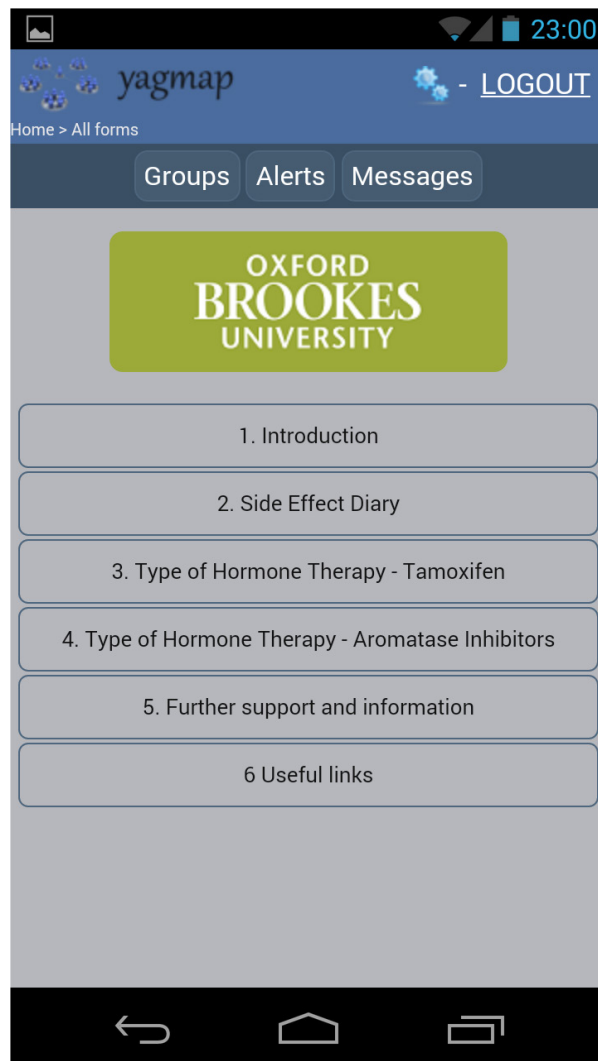 23:00
yagmap
- LOGOUT
Home > All forms
Groups Alerts Messages
OXFORD
BROOKES
UNIVERSITY
1. Introduction
2. Side Effect Diary
3. Type of Hormone Therapy - Tamoxifen
4. Type of Hormone Therapy - Aromatase Inhibitors
5. Further support and information
6 Useful links